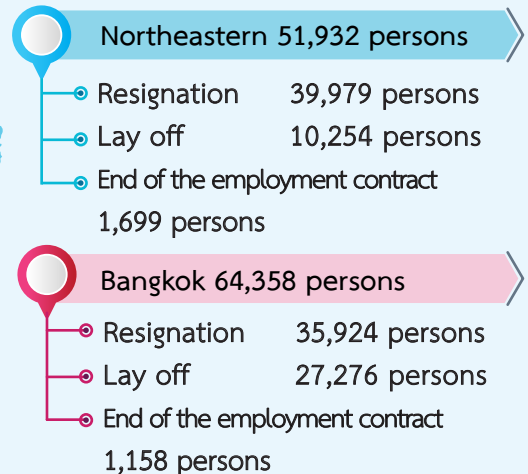 Northeastern 51,932 persons
Resignation 39,979 persons
Lay off 10,254 persons
End of the employment contract
1,699 persons
Bangkok 64,358 persons
Resignation 35,924 persons
Lay off 27,276 persons
End of the employment contract
1,158 persons